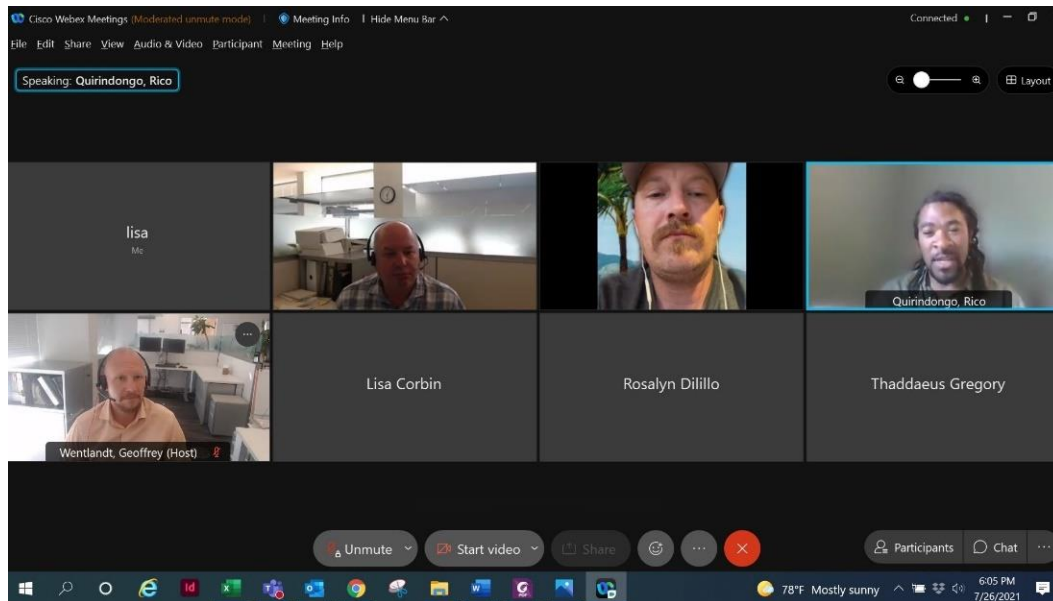 Cisco Webex Meetings (Moderated unmute mode) Meeting Info Hide Menu Bar Connected
File Edit Share View Audio & Video Participant Meeting Help
Speaking: Quirindongo, Rico
Layout
lisa
Me
Quirindongo, Rico
Wentlandt, Geoffrey (Host)
Lisa Corbin
Rosalyn Dilillo
Thaddaeus Gregory
Unmute Start video Share Participants Chat
78°F Mostly sunny 6:05 PM
7/26/2021